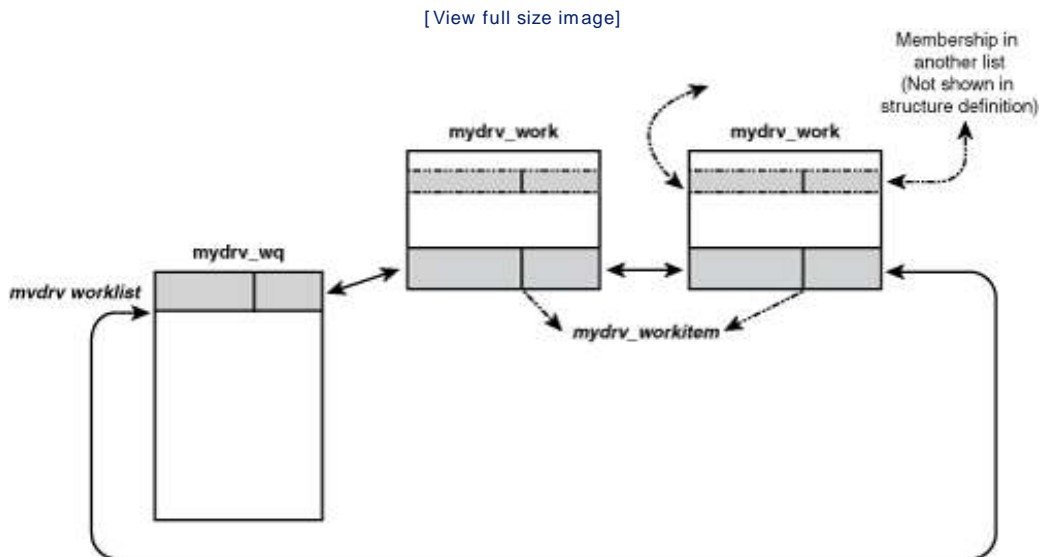 [View full size image]
Membership in
another list
(Not shown in
structure definition)
mydrv_work
mydrv_work
mydrv_wq
mvdrv worklist
mydrv_workitem